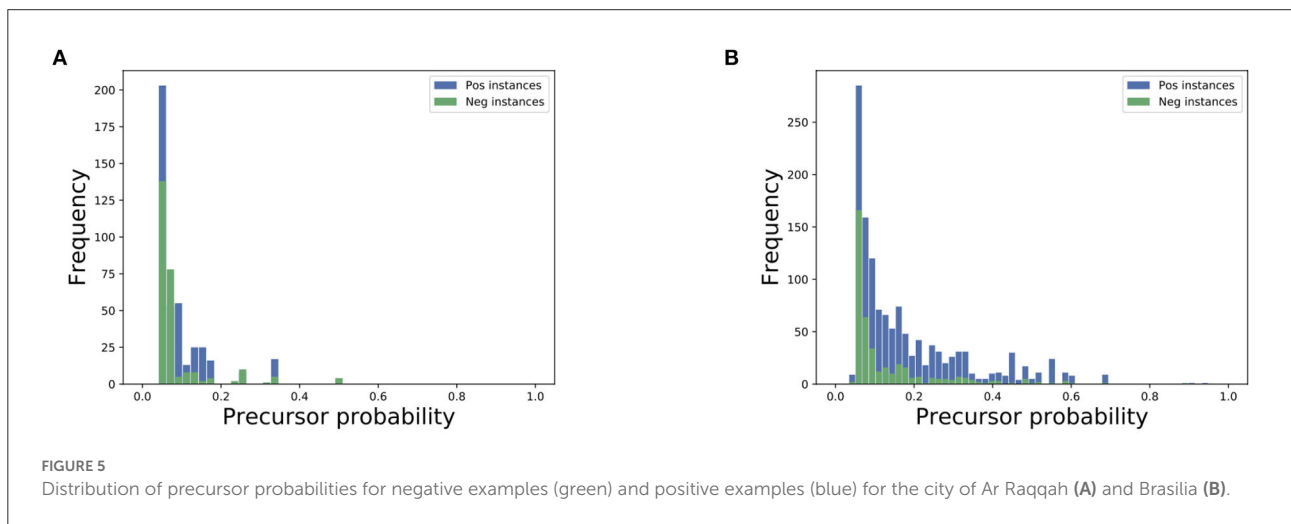 A
Frequency
200
175
150
125
100
75
50
25
0
0.0 0.2 0.4 0.6 0.8 1.0
Precursor probability
Pos instances
Neg instances
B
Frequency
250
200
150
100
50
0
0.0 0.2 0.4 0.6 0.8 1.0
Precursor probability
Pos instances
Neg instances
FIGURE 5
Distribution of precursor probabilities for negative examples (green) and positive examples (blue) for the city of Ar Raqqah (A) and Brasilia (B).